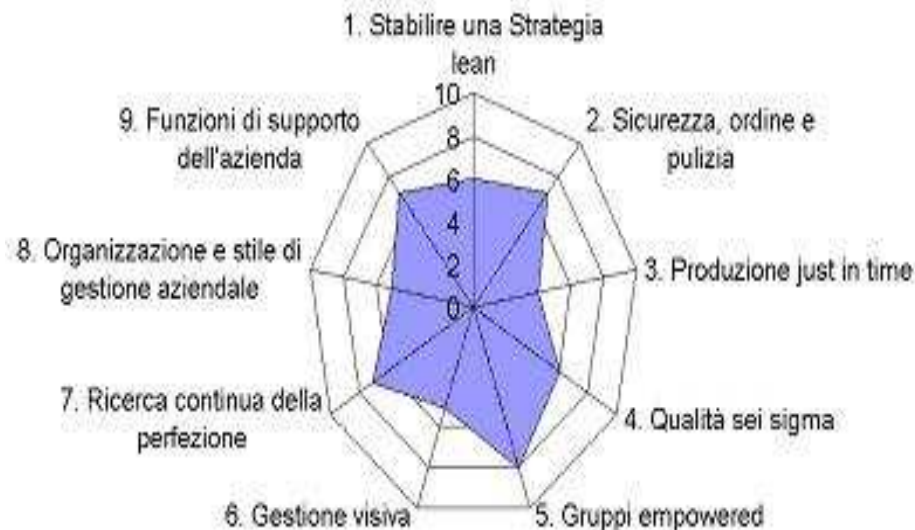 1. Stabilire una Strategia
lean
10
8
6
4
2
0
2. Sicurezza, ordine e
pulizia
3. Produzione just in time
4. Qualità sei sigma
5. Gruppi empowered
6. Gestione visiva
7. Ricerca continua della
perfezione
8. Organizzazione e stile di
gestione aziendale
9. Funzioni di supporto
dell'azienda